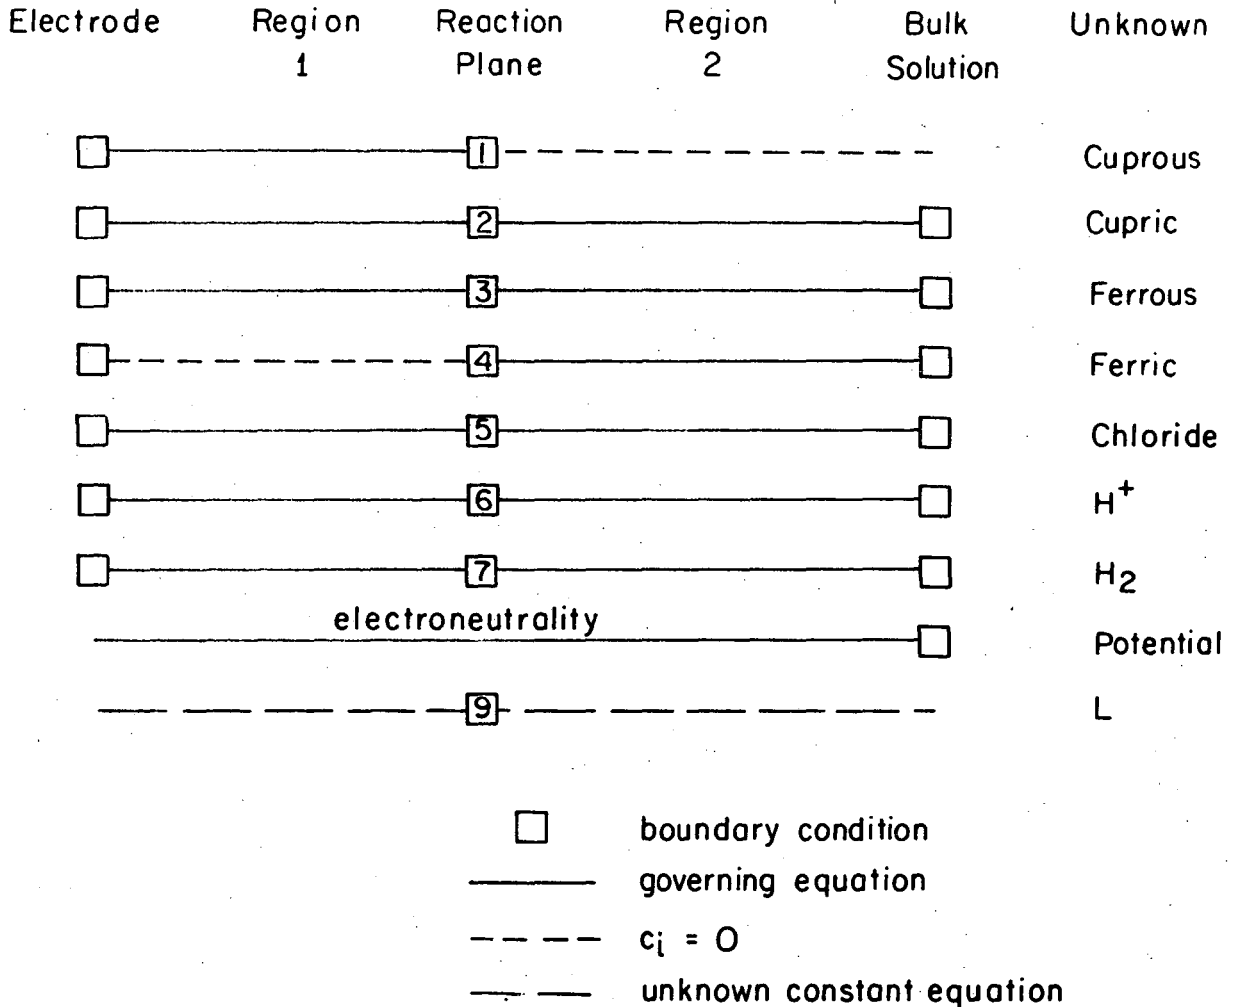 Electrode Region 1 Reaction Plane Region 2 Bulk Solution Unknown
1 Cuprous
2 Cupric
3 Ferrous
4 Ferric
5 Chloride
6 H⁺
7 H₂
electroneutrality
Potential
9 L
boundary condition
governing equation
cᵢ = 0
unknown constant equation